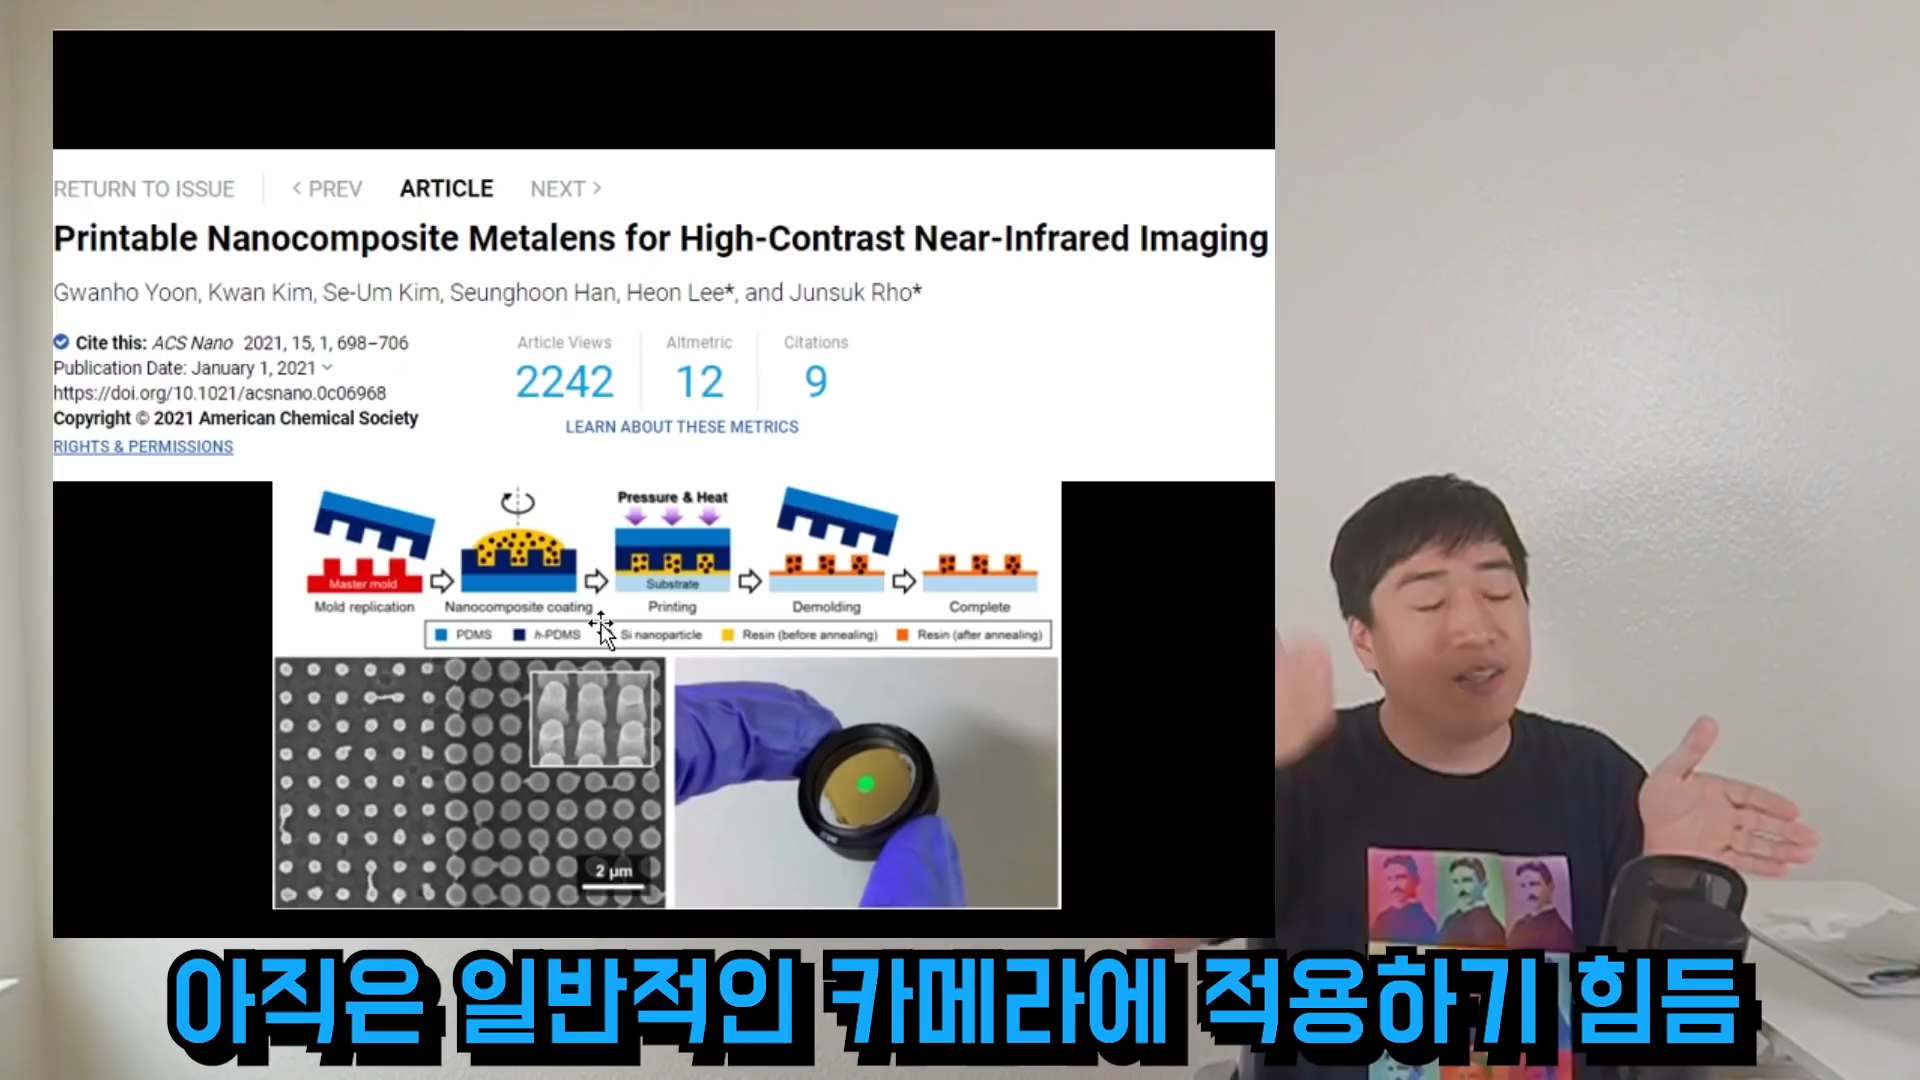 RETURN TO ISSUE < PREV ARTICLE NEXT >
Printable Nanocomposite Metalens for High-Contrast Near-Infrared Imaging
Gwanho Yoon, Kwan Kim, Se-Um Kim, Seunghoon Han, Heon Lee*, and Junsuk Rho*
Cite this: ACS Nano 2021, 15, 1, 698–706
Publication Date: January 1, 2021
https://doi.org/10.1021/acsnano.0c06968
Copyright © 2021 American Chemical Society
RIGHTS & PERMISSIONS
Article Views Altmetric Citations
2242 12 9
LEARN ABOUT THESE METRICS
Pressure & Heat
Master mold Substrate
Mold replication Nanocomposite coating Printing Demolding Complete
PDMS h-PDMS Si nanoparticle Resin (before annealing) Resin (after annealing)
2 μm
아직은 일반적인 카메라에 적용하기 힘듬